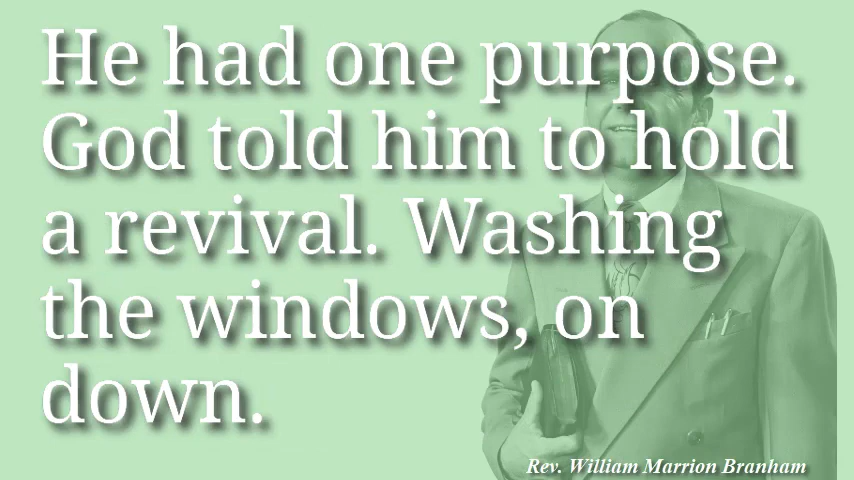 He had one purpose.
God told him to hold
a revival. Washing
the windows, on
down.
Rev. William Marrion Branham